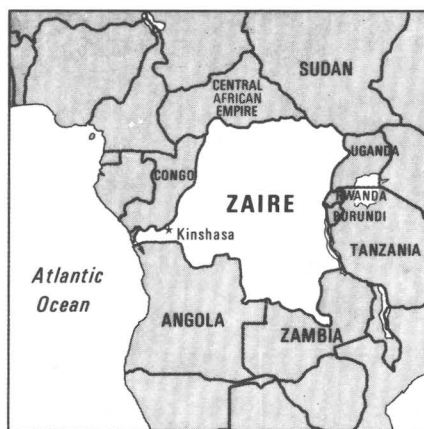 SUDAN
CENTRAL
AFRICAN
EMPIRE
UGANDA
CONGO
RWANDA
ZAIRE
BURUNDI
Kinshasa
TANZANIA
Atlantic
Ocean
ANGOLA
ZAMBIA